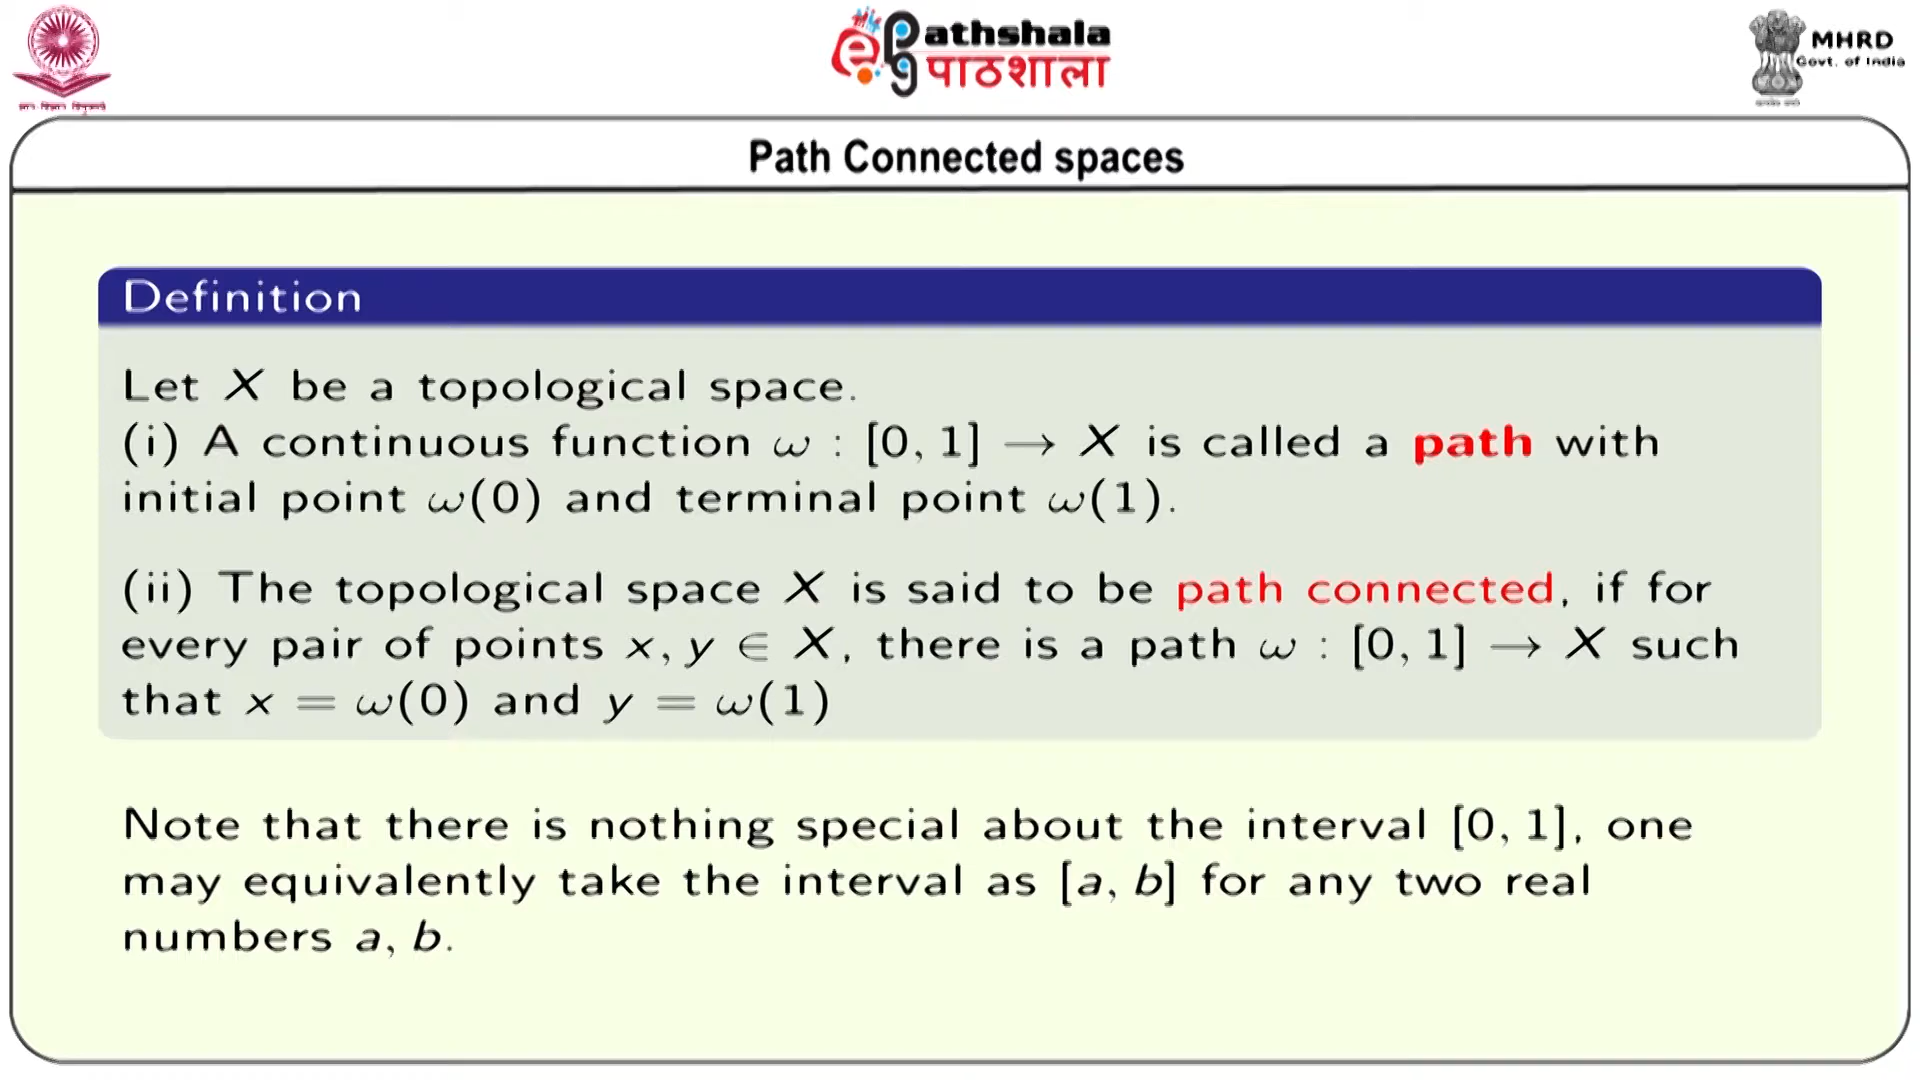 Pathshala
पाठशाला
MHRD
Govt. of India
Path Connected spaces
Definition
Let X be a topological space.
(i) A continuous function ω : [0, 1] → X is called a path with
initial point ω(0) and terminal point ω(1).
(ii) The topological space X is said to be path connected, if for
every pair of points x, y ∈ X, there is a path ω : [0, 1] → X such
that x = ω(0) and y = ω(1)
Note that there is nothing special about the interval [0, 1], one
may equivalently take the interval as [a, b] for any two real
numbers a, b.